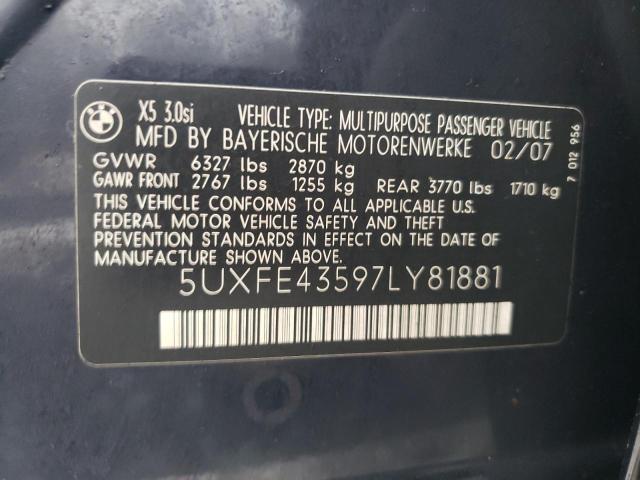 BMW
X5 3.0si VEHICLE TYPE: MULTIPURPOSE PASSENGER VEHICLE
MFD BY BAYERISCHE MOTORENWERKE 02/07
GVWR 6327 lbs 2870 kg
GAWR FRONT 2767 lbs 1255 kg REAR 3770 lbs 1710 kg
THIS VEHICLE CONFORMS TO ALL APPLICABLE U.S.
FEDERAL MOTOR VEHICLE SAFETY AND THEFT
PREVENTION STANDARDS IN EFFECT ON THE DATE OF
MANUFACTURE SHOWN ABOVE.
5UXFE43597LY81881
7 012 956